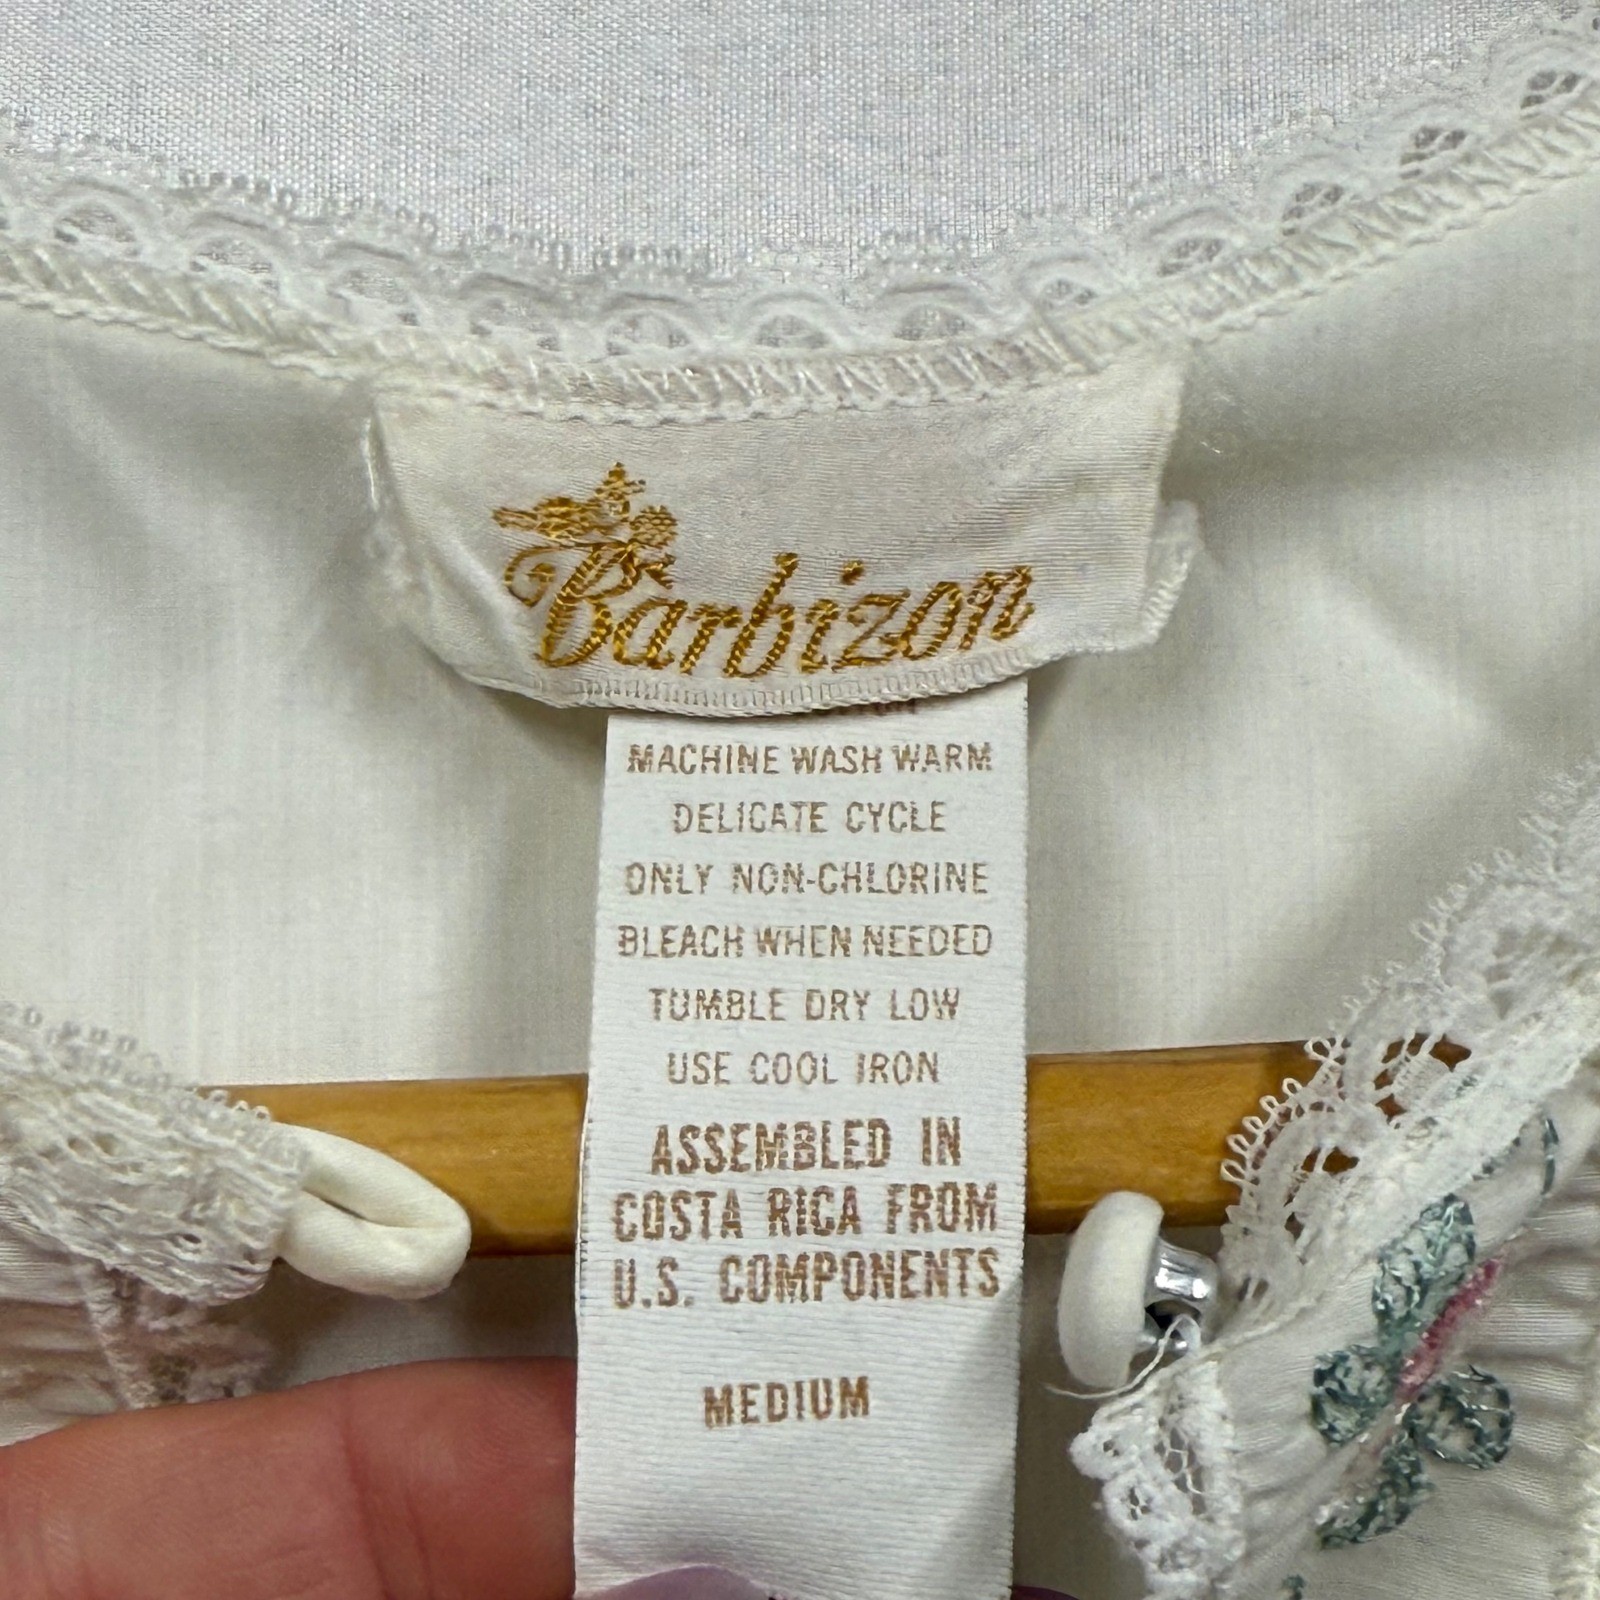 Barbizon
MACHINE WASH WARM
DELICATE CYCLE
ONLY NON-CHLORINE
BLEACH WHEN NEEDED
TUMBLE DRY LOW
USE COOL IRON
ASSEMBLED IN
COSTA RICA FROM
U.S. COMPONENTS
MEDIUM